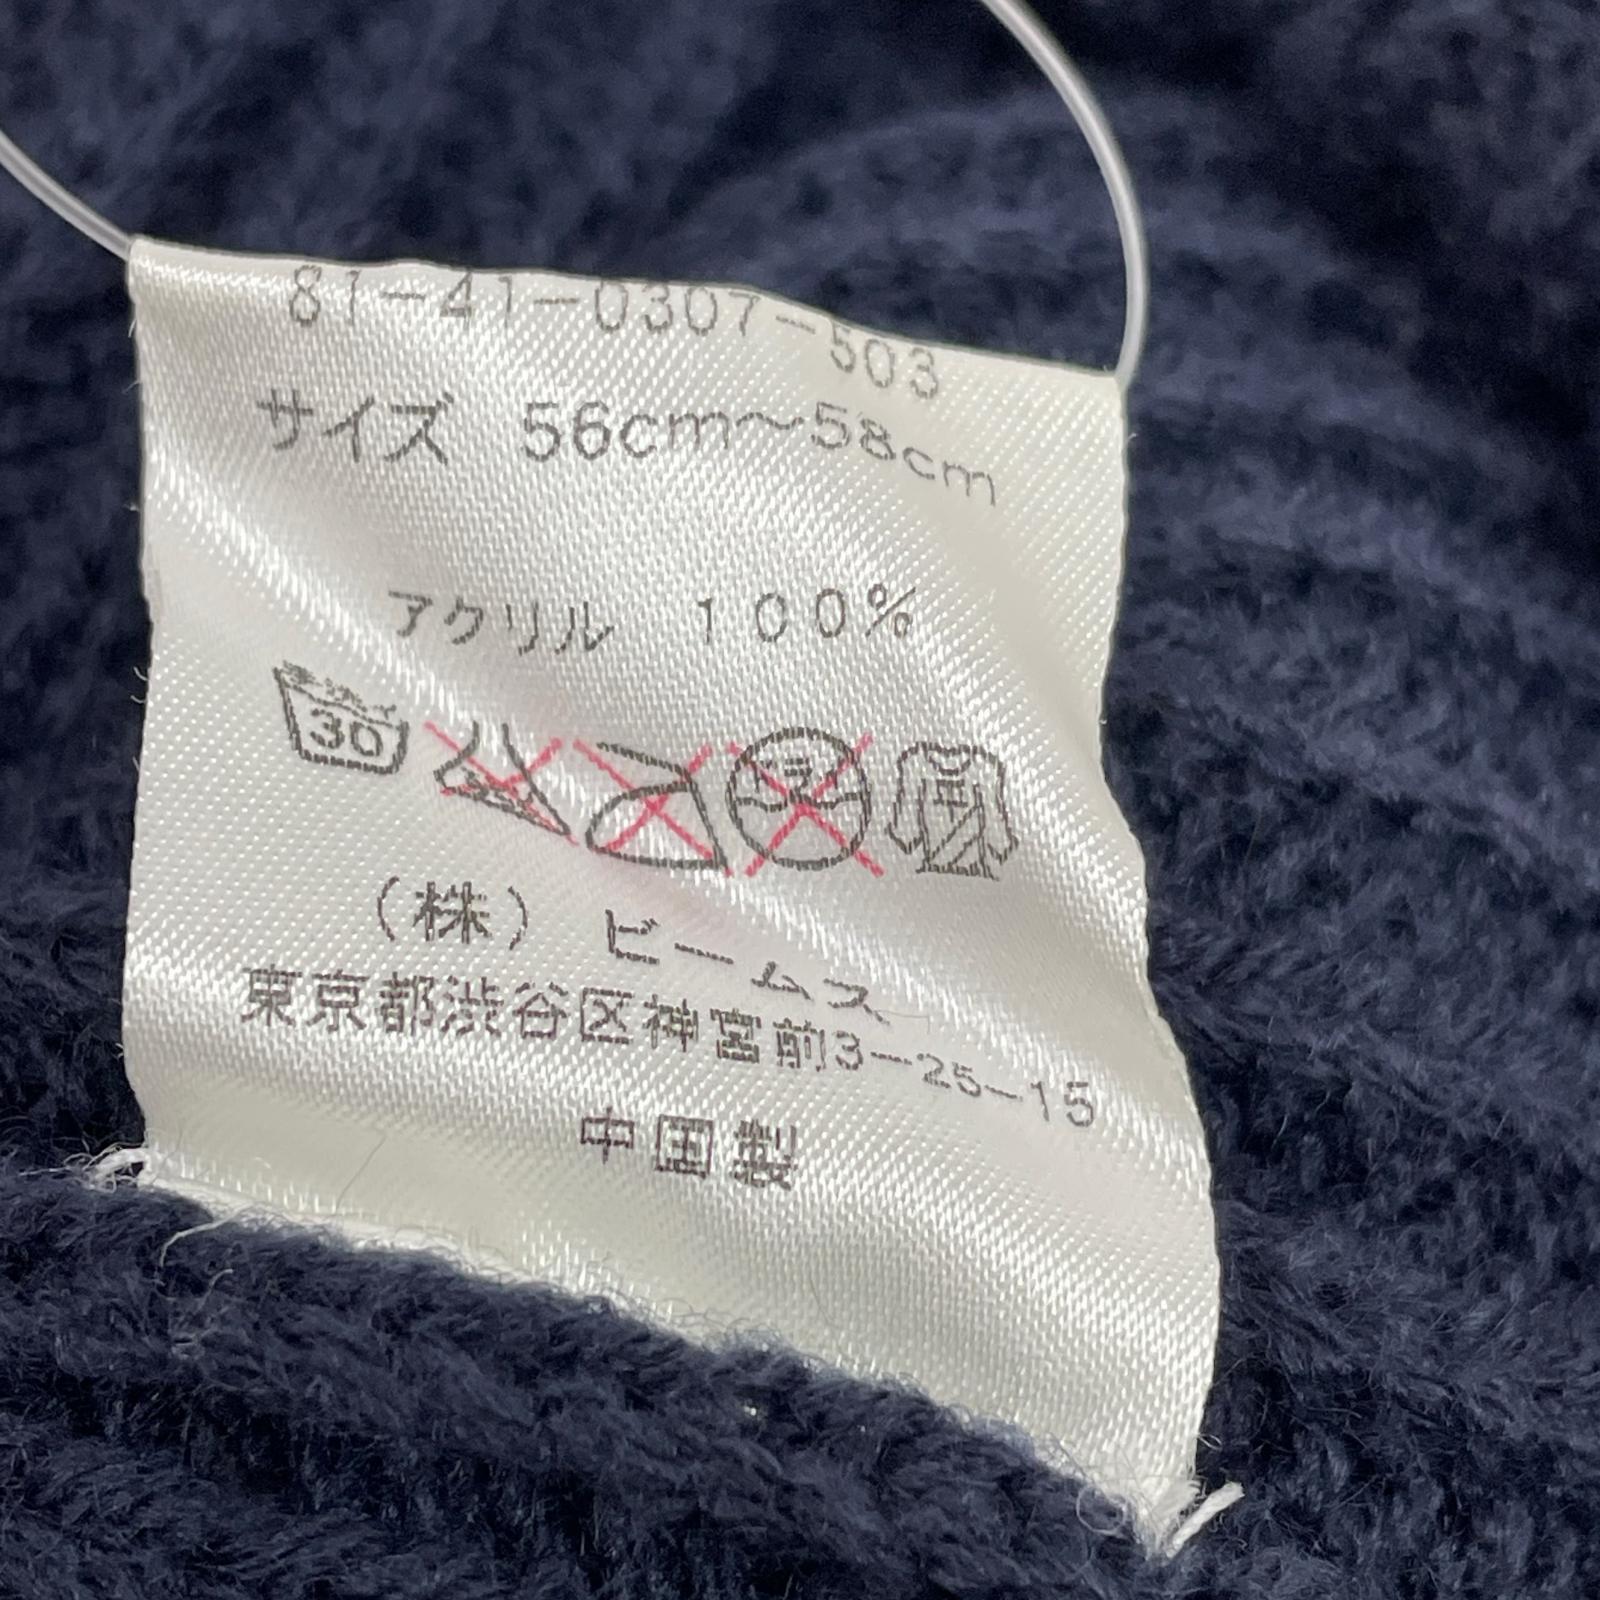 81-41-0307-503
サイズ 56cm～58cm
アクリル 100%
30
（株） ビームス
東京都渋谷区神宮前3-25-15
中国製